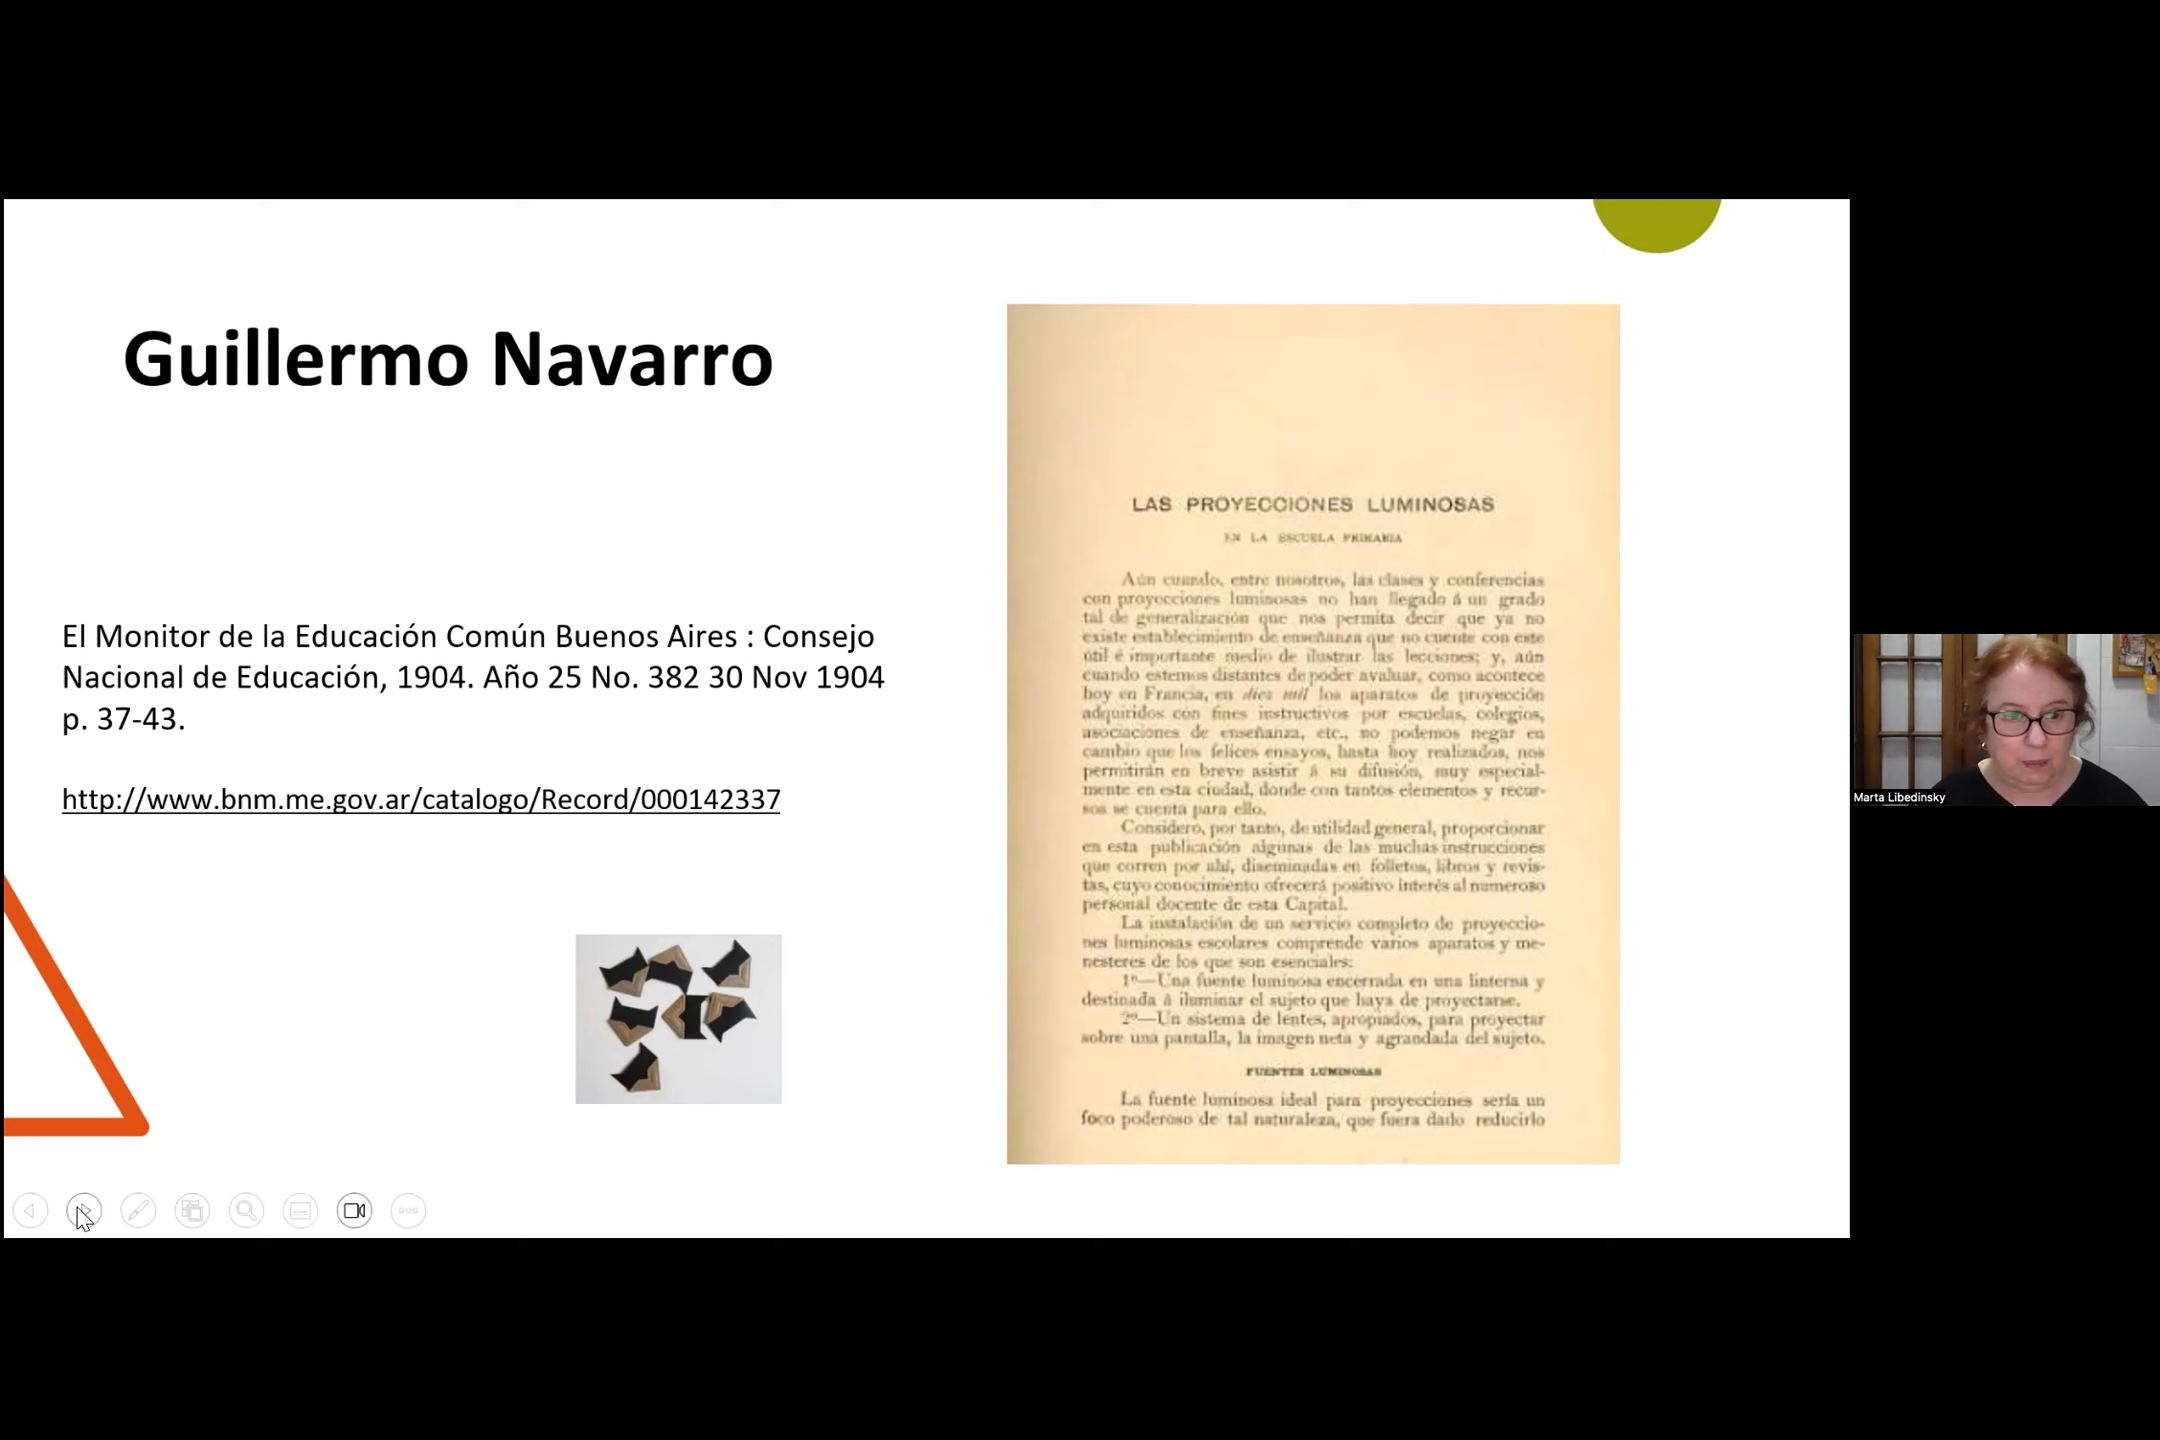 Guillermo Navarro
El Monitor de la Educación Común Buenos Aires : Consejo
Nacional de Educación, 1904. Año 25 No. 382 30 Nov 1904
p. 37-43.
http://www.bnm.me.gov.ar/catalogo/Record/000142337
LAS PROYECCIONES LUMINOSAS
EN LA ESCUELA PRIMARIA
Aún cuando, entre nosotros, las clases y conferencias
con proyecciones luminosas no han llegado á un grado
tal de generalización que nos permita decir que ya no
existe establecimiento de enseñanza que no cuente con este
útil é importante medio de ilustrar las lecciones; y, aún
cuando estemos distantes de poder avaluar, como acontece
hoy en Francia, en diez mil los aparatos de proyección
adquiridos con fines instructivos por escuelas, colegios,
asociaciones de enseñanza, etc., no podemos negar en
cambio que los felices ensayos, hasta hoy realizados, nos
permitirán en breve asistir á su difusión, muy especial-
mente en esta ciudad, donde con tantos elementos y recur-
sos se cuenta para ello.
Considero, por tanto, de utilidad general, proporcionar
en esta publicación algunas de las muchas instrucciones
que corren por ahí, diseminadas en folletos, libros y revis-
tas, cuyo conocimiento ofrecerá positivo interés al numeroso
personal docente de esta Capital.
La instalación de un servicio completo de proyeccio-
nes luminosas escolares comprende varios aparatos y me-
nesteres de los que son esenciales:
1º—Una fuente luminosa encerrada en una linterna y
destinada á iluminar el sujeto que haya de proyectarse.
2º—Un sistema de lentes, apropiados, para proyectar
sobre una pantalla, la imagen neta y agrandada del sujeto.
FUENTES LUMINOSAS
La fuente luminosa ideal para proyecciones sería un
foco poderoso de tal naturaleza, que fuera dado reducirlo
Marta Libedinsky